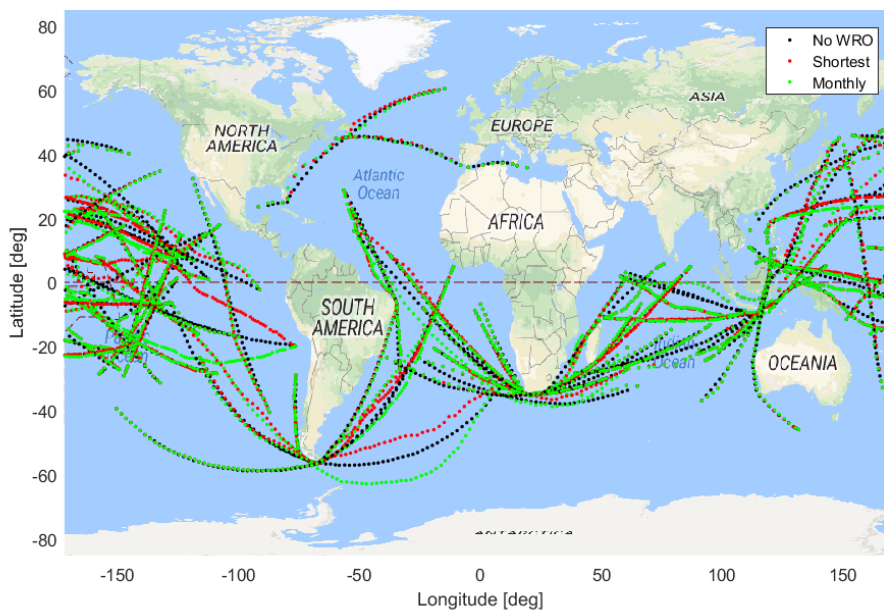 80
60
40
20
0
-20
-40
-60
-80
Latitude [deg]
No WRO
Shortest
Monthly
NORTH
AMERICA
EUROPE
ASIA
Atlantic
Ocean
AFRICA
SOUTH
AMERICA
Ocean
OCEANIA
-150
-100
-50
0
50
100
150
Longitude [deg]